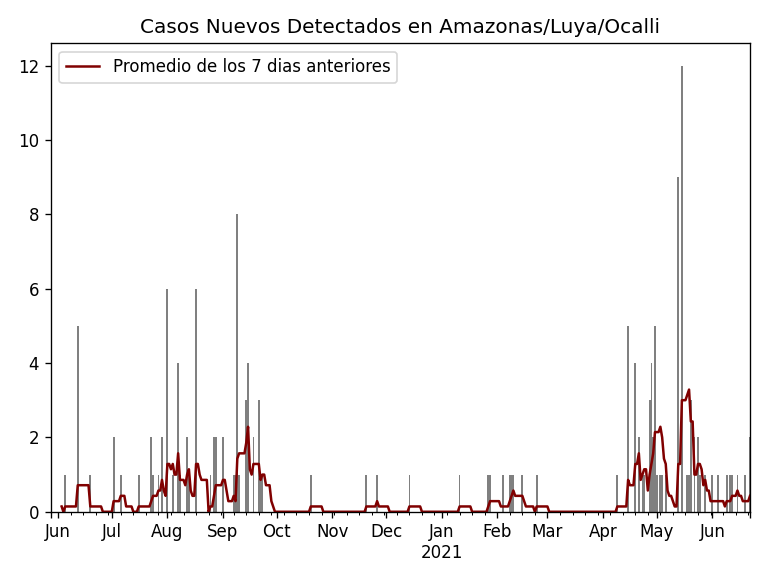 Casos Nuevos Detectados en Amazonas/Luya/Ocalli
Promedio de los 7 dias anteriores
12
10
8
6
4
2
0
Jun Jul Aug Sep Oct Nov Dec Jan Feb Mar Apr May Jun
2021